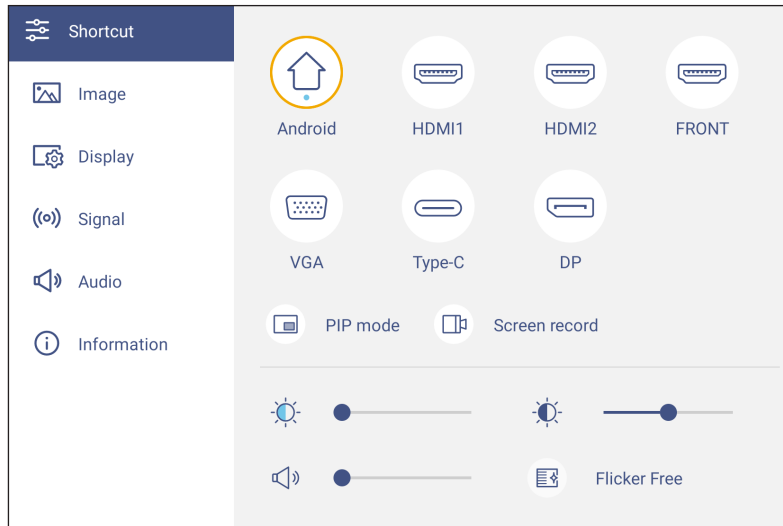 Shortcut
Image
Display
Signal
Audio
Information
Android HDMI1 HDMI2 FRONT
VGA Type-C DP
PIP mode Screen record
Flicker Free